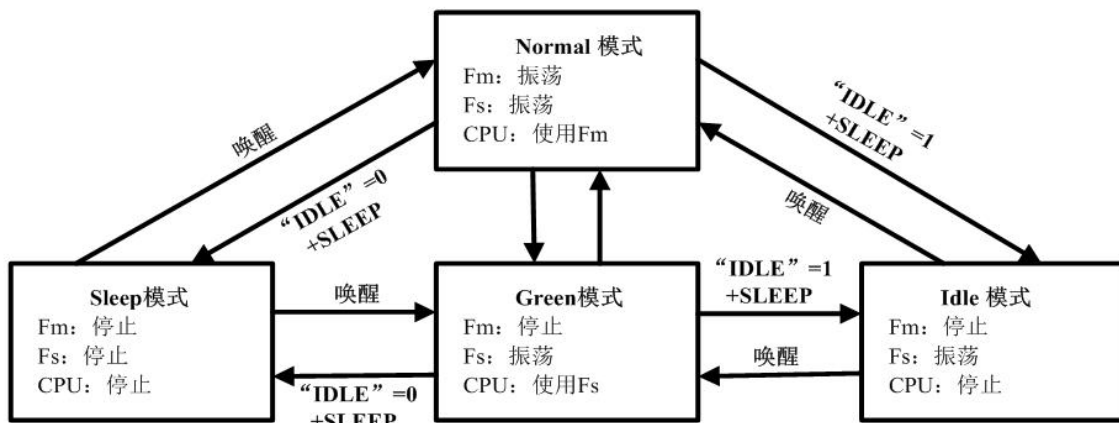 Normal 模式
Fm：振荡
Fs：振荡
CPU：使用Fm
唤醒
“IDLE”=0
+SLEEP
“IDLE”=1
+SLEEP
唤醒
Sleep模式
Fm：停止
Fs：停止
CPU：停止
唤醒
“IDLE”=0
+SLEEP
Green模式
Fm：停止
Fs：振荡
CPU：使用Fs
“IDLE”=1
+SLEEP
唤醒
Idle 模式
Fm：停止
Fs：振荡
CPU：停止